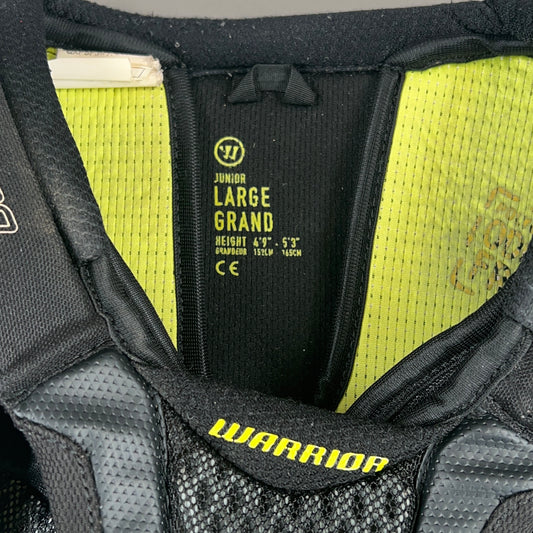 JUNIOR
LARGE
GRAND
HEIGHT 4'9" - 5'3"
GRANDEUR 152CM 165CM
CE
WARRIOR